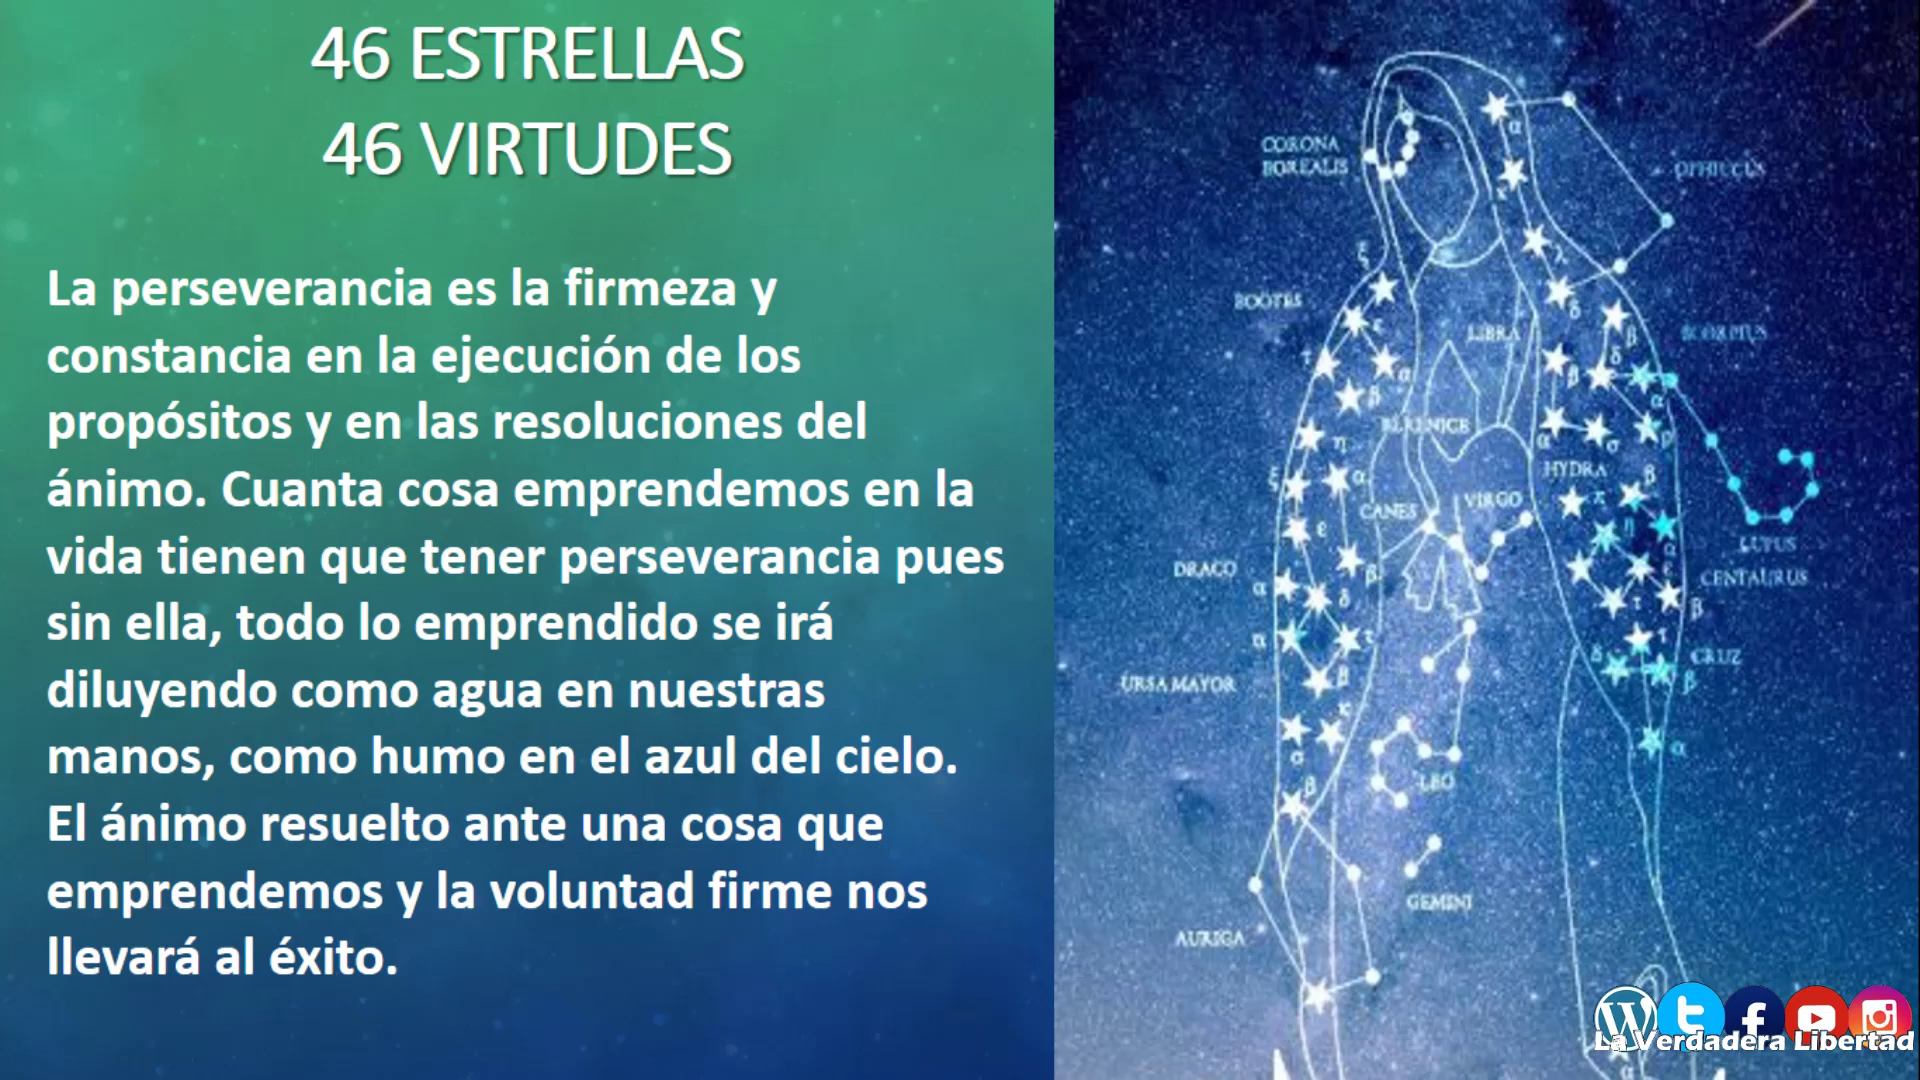 46 ESTRELLAS
46 VIRTUDES
La perseverancia es la firmeza y
constancia en la ejecución de los
propósitos y en las resoluciones del
ánimo. Cuanta cosa emprendemos en la
vida tienen que tener perseverancia pues
sin ella, todo lo emprendido se irá
diluyendo como agua en nuestras
manos, como humo en el azul del cielo.
El ánimo resuelto ante una cosa que
emprendemos y la voluntad firme nos
llevará al éxito.
CORONA
BOREALIS
OPHIUCUS
BOOTES
LIBRA
SCORPIUS
BERENICE
HYDRA
CANES
VIRGO
LUPUS
DRACO
CENTAURUS
CRUZ
URSA MAYOR
LEO
GEMINI
AURIGA
La Verdadera Libertad